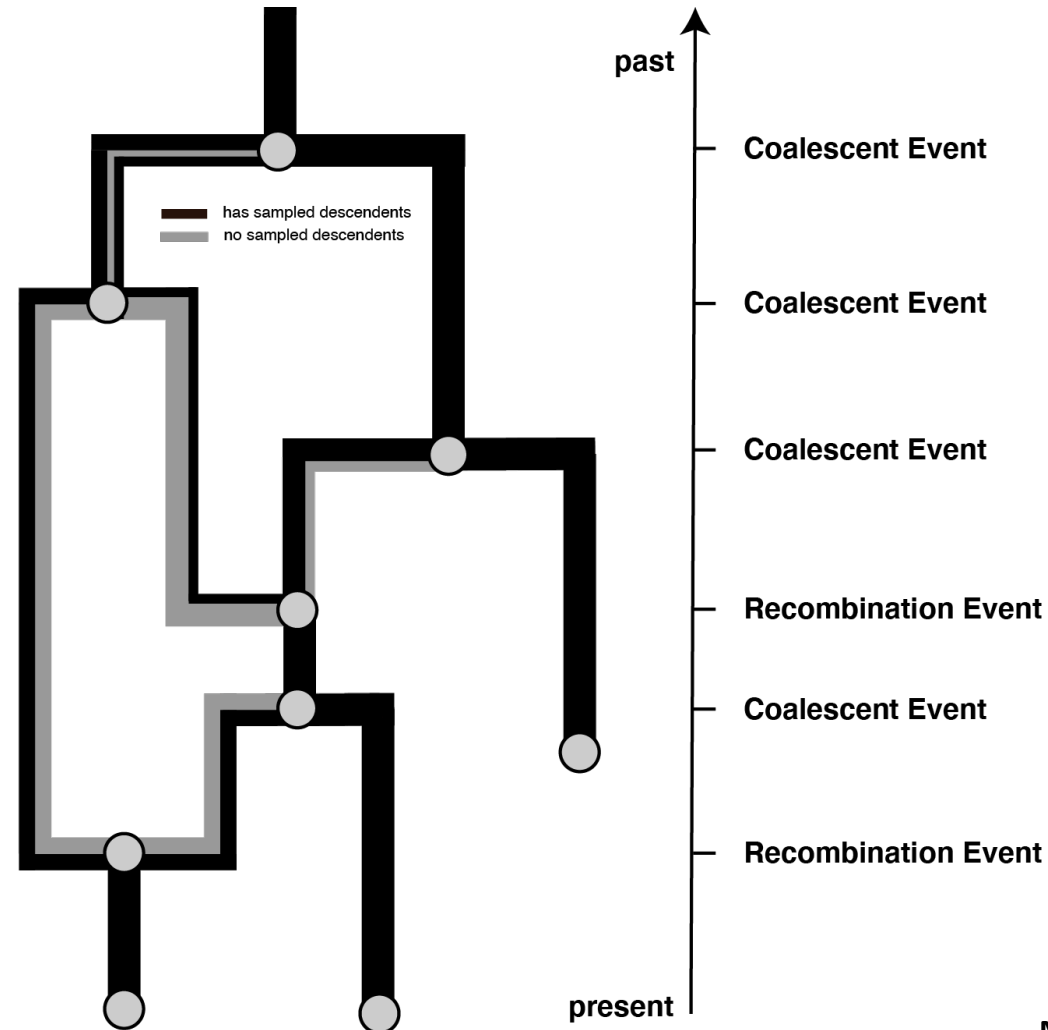 past
Coalescent Event
has sampled descendents
no sampled descendents
Coalescent Event
Coalescent Event
Recombination Event
Coalescent Event
Recombination Event
present